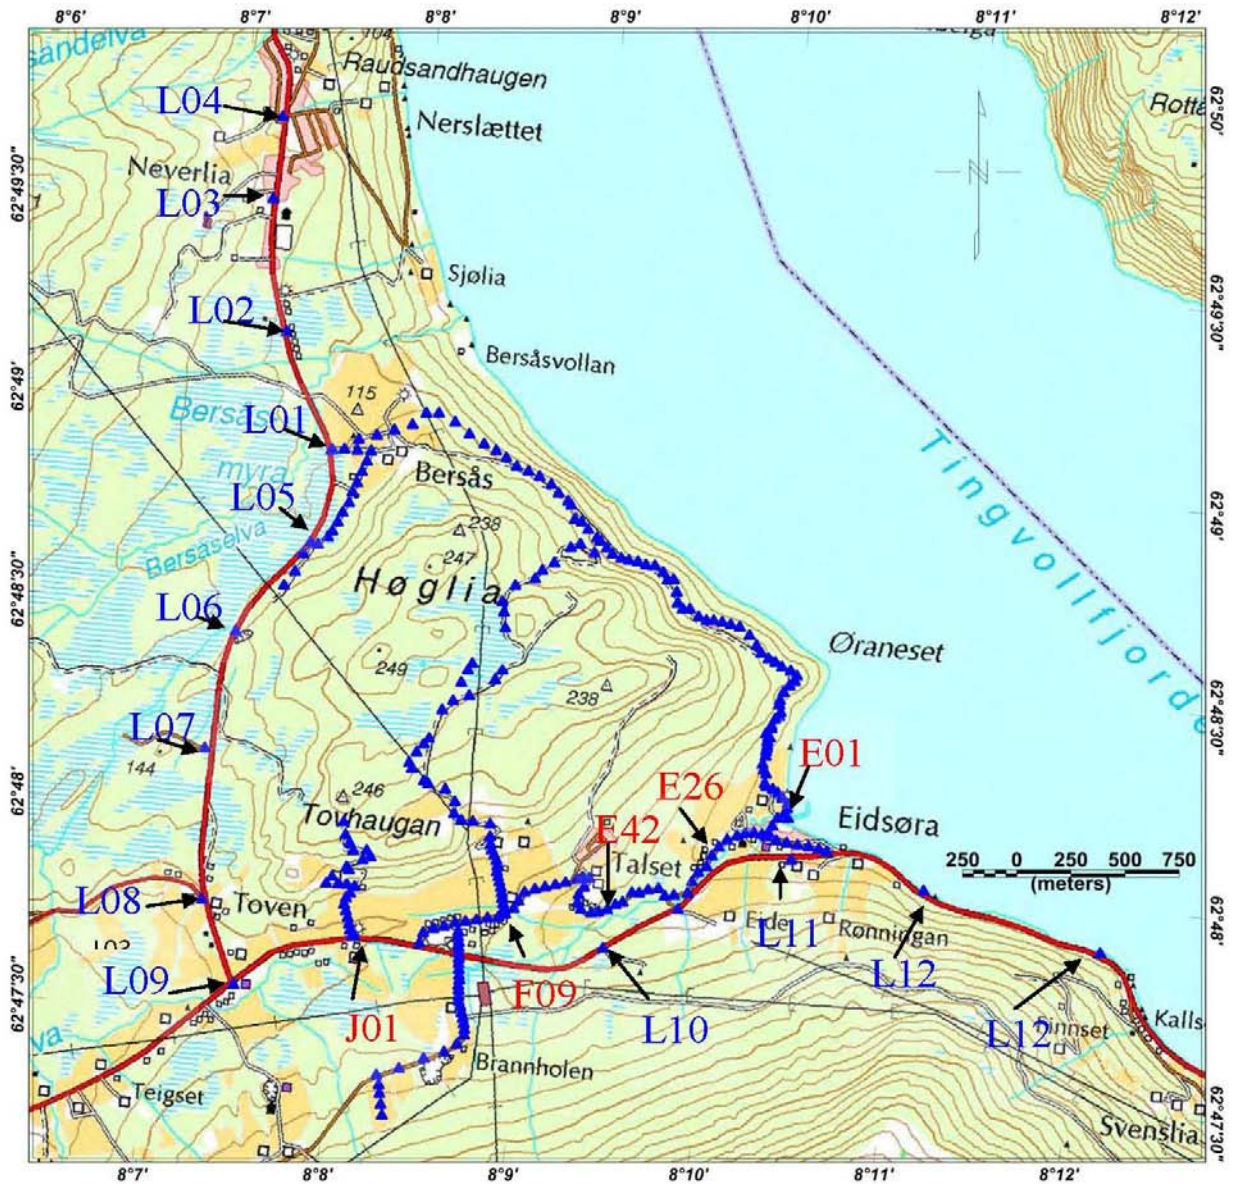 8°6' 8°7' 8°8' 8°9' 8°10' 8°11' 8°12'
sandelva
104
Raudsandhaugen
L04
Nerslættet
62°50'
62°49'30"
Neverlia
L03
Sjølia
L02
62°49'30"
Bersåsvollan
62°49'
115
Bersås
L01
myra
Bersås
L05
238
Bersåselva
247
62°49'
62°48'30"
Høglia
L06
Tingvollfjorde
Øraneset
249
238
L07
144
62°48'30"
E01
62°48'
246
E26
Tovhaugan
Eidsøra
E42
Talset
250 0 250 500 750
(meters)
L08
Toven
Eide
L11
Rønningan
62°48'
L09
L12
62°47'30"
F09
J01
L10
L12
Kalls
Brannholen
Teigset
Svenslia
62°47'30"
8°7' 8°8' 8°9' 8°10' 8°11' 8°12'